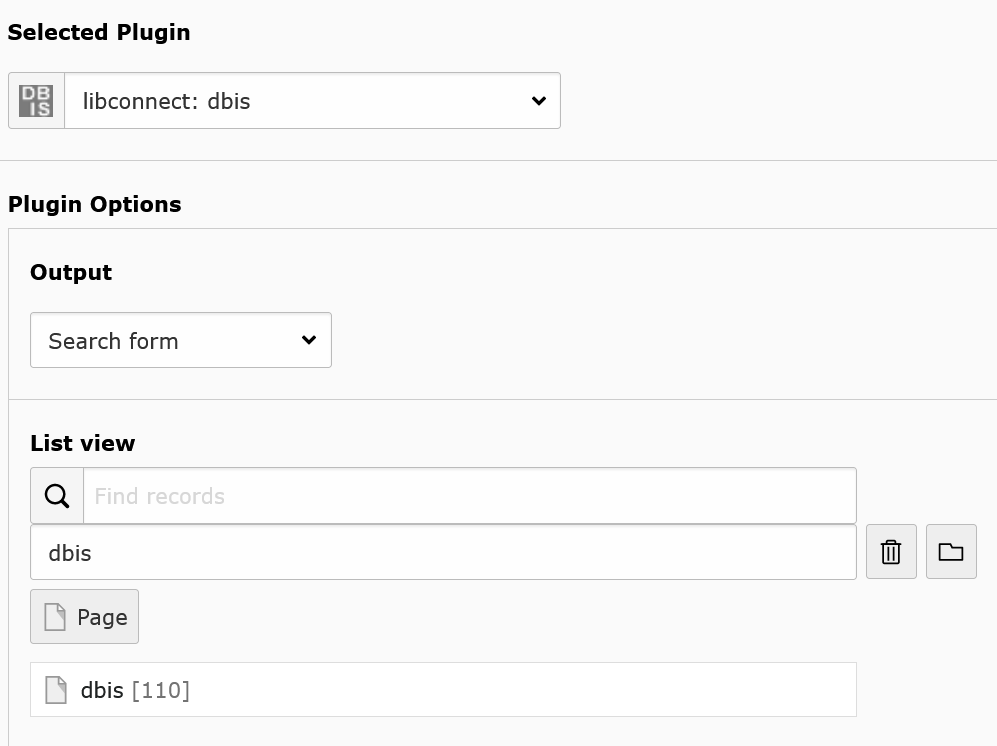 Selected Plugin
DB
IS
libconnect: dbis
Plugin Options
Output
Search form
List view
Find records
dbis
Page
dbis [110]